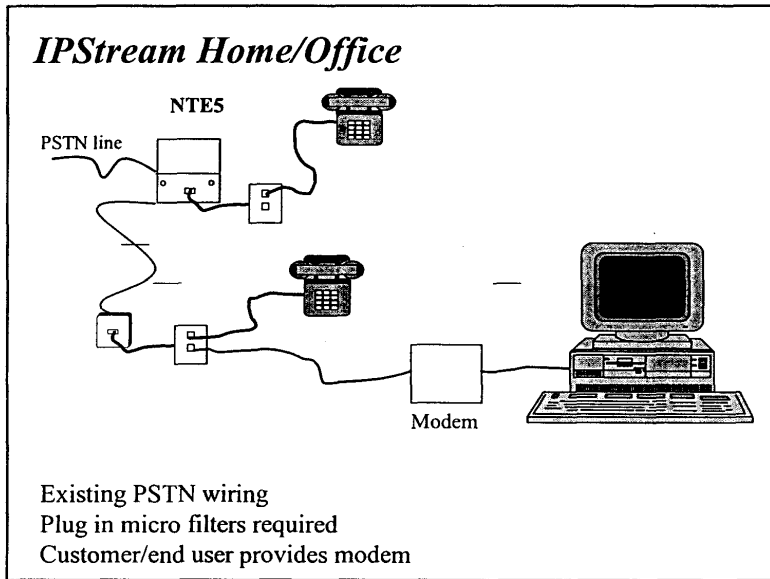 IPStream Home/Office
NTE5
PSTN line
Modem
Existing PSTN wiring
Plug in micro filters required
Customer/end user provides modem